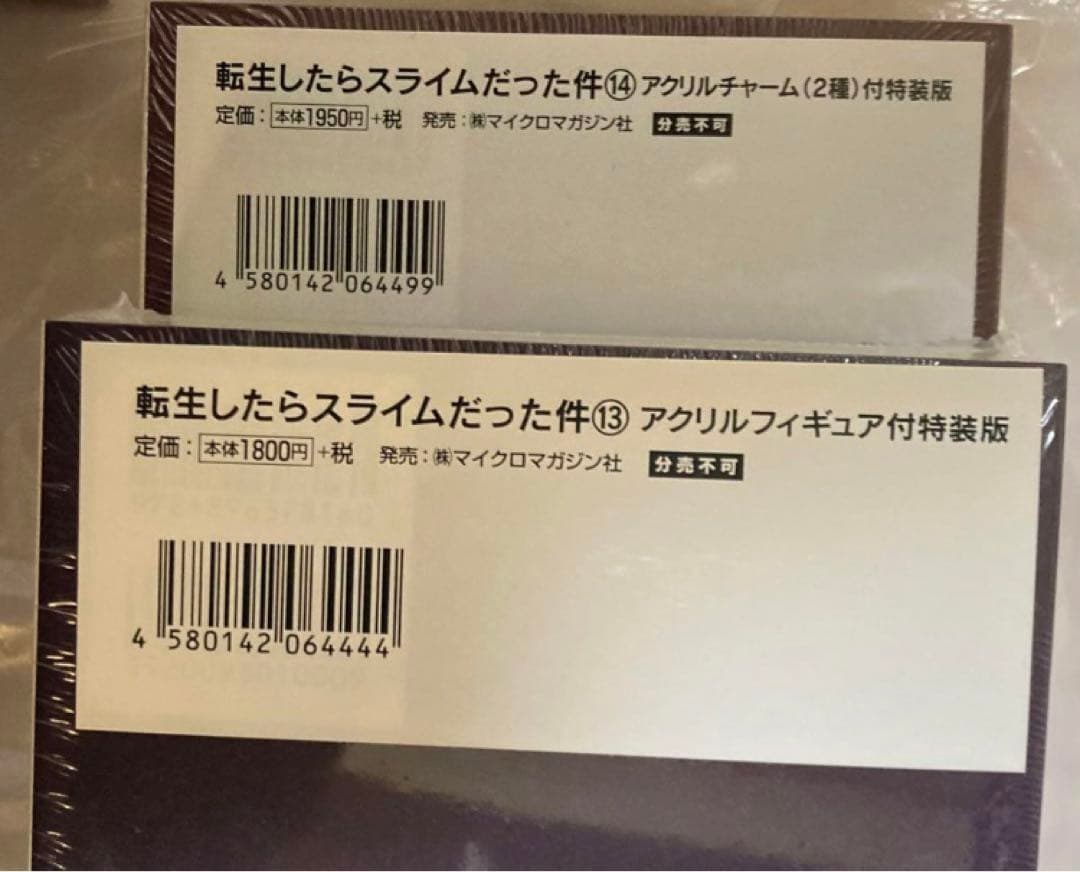 転生したらスライムだった件⑭アクリルチャーム(2種)付特装版
定価:本体1950円+税 発売:㈱マイクロマガジン社 分売不可
4 580142 064499
転生したらスライムだった件⑬ アクリルフィギュア付特装版
定価:本体1800円+税 発売:㈱マイクロマガジン社 分売不可
4 580142 064444